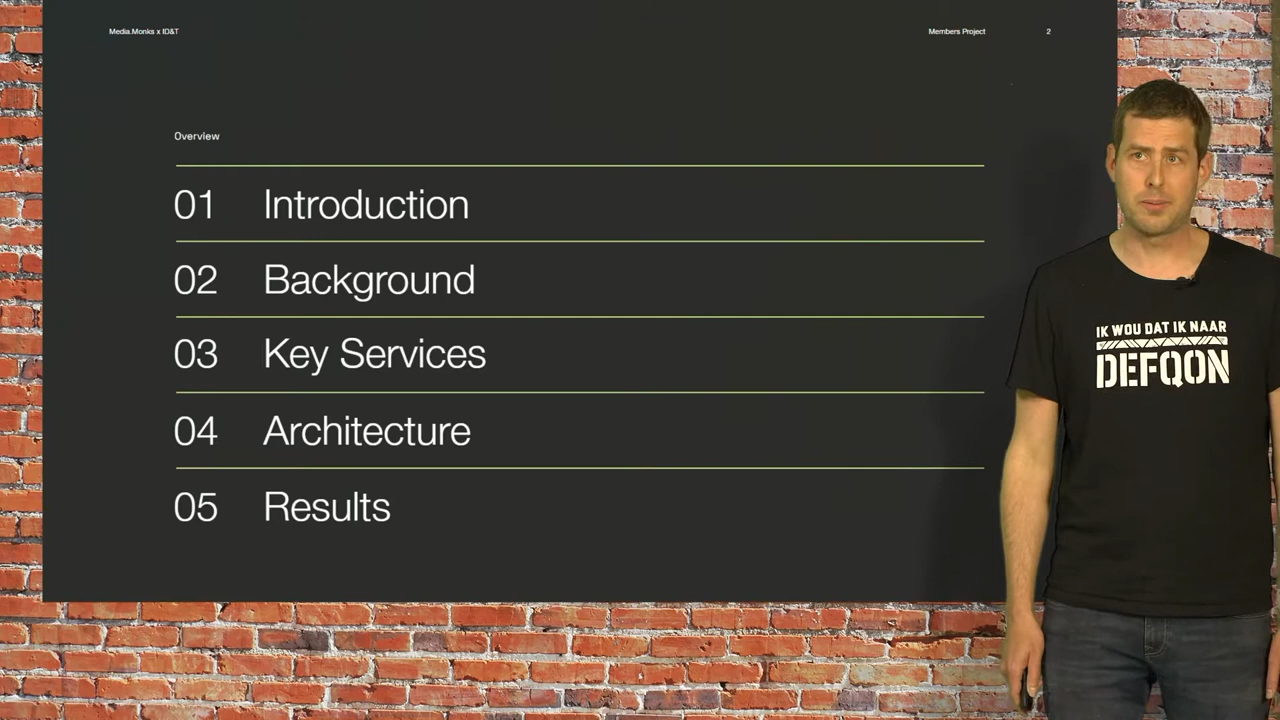 Media.Monks x ID&T
Members Project
2
Overview
01 Introduction
02 Background
03 Key Services
04 Architecture
05 Results
IK WOU DAT IK NAAR
DEFQON